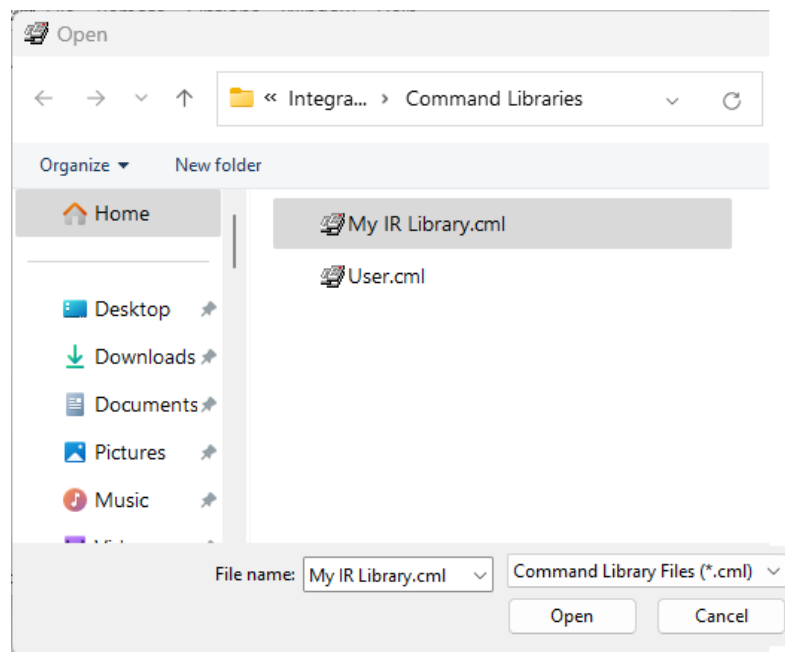 Open
« Integra... › Command Libraries
Organize
New folder
Home
My IR Library.cml
User.cml
Desktop
Downloads
Documents
Pictures
Music
File name:
My IR Library.cml
Command Library Files (*.cml)
Open
Cancel